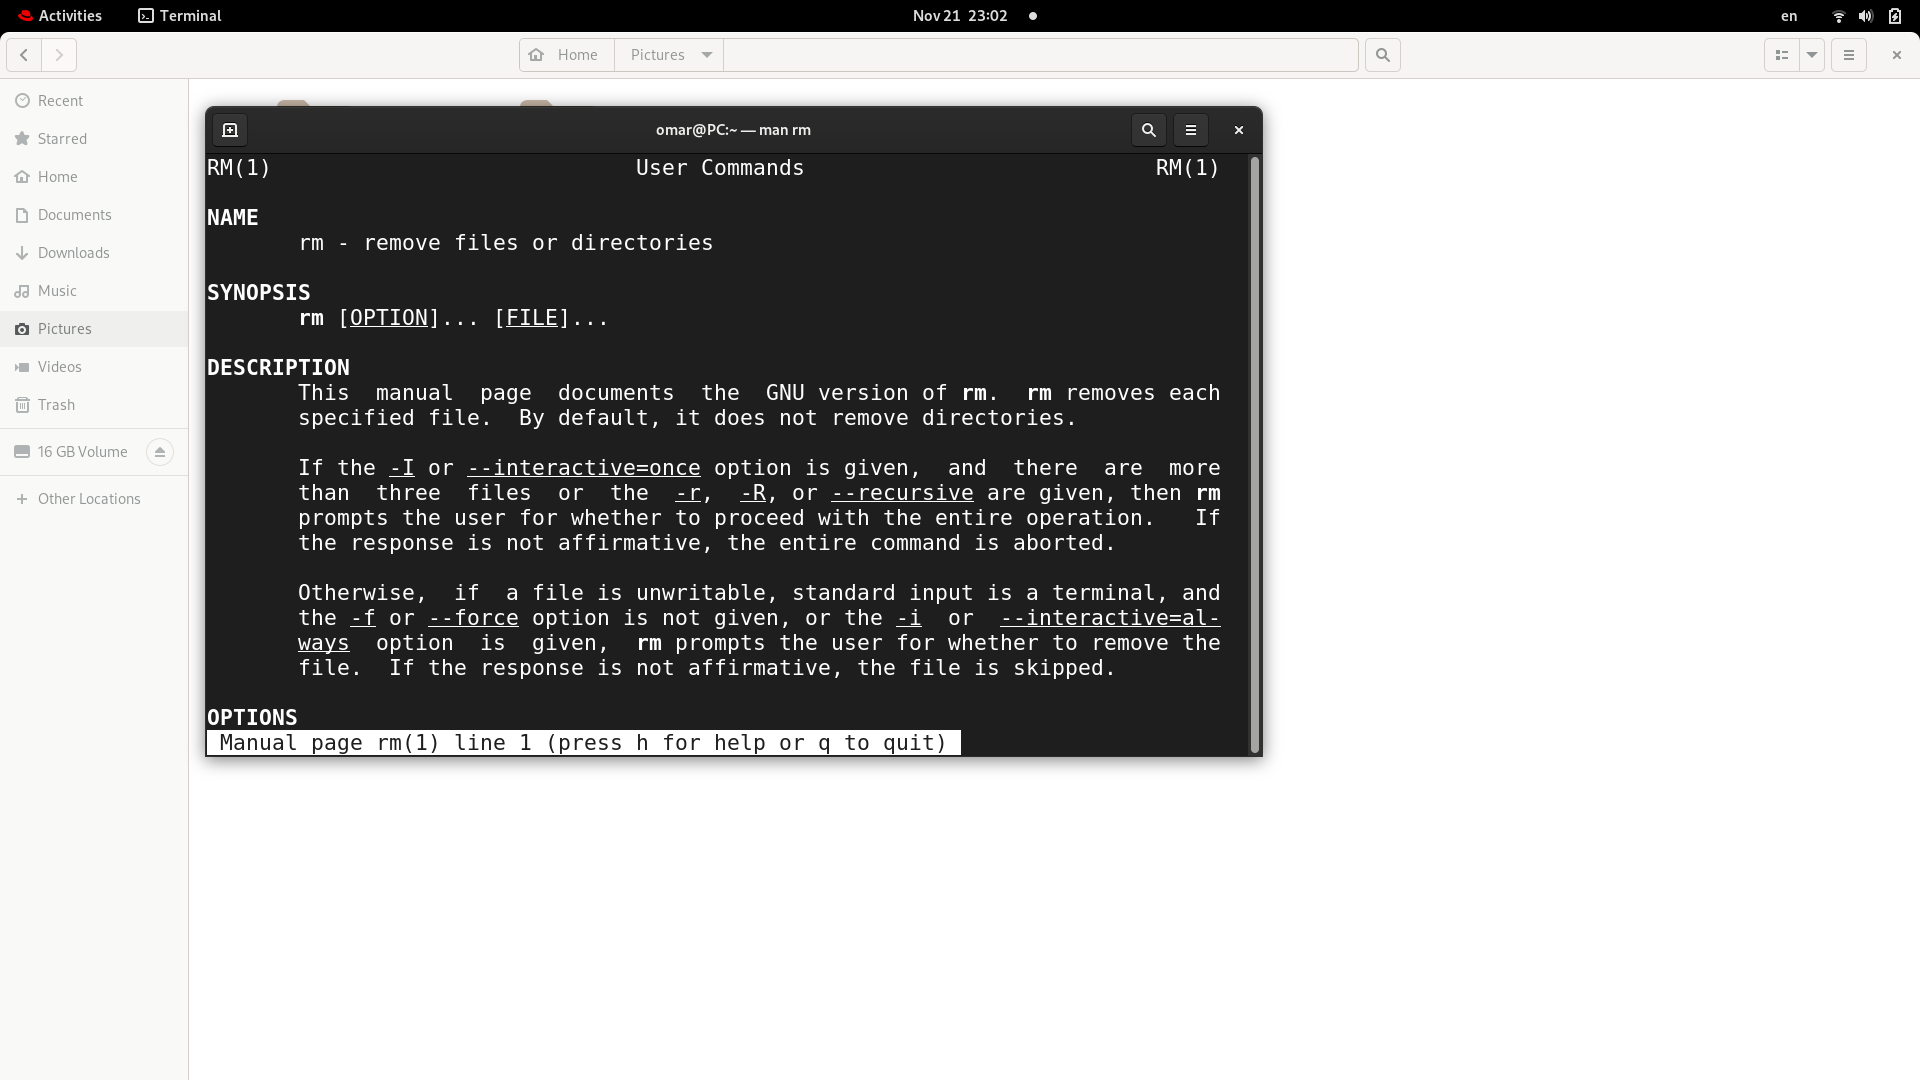 Activities Terminal Nov 21 23:02 en
Home Pictures
Recent
Starred
Home
Documents
Downloads
Music
Pictures
Videos
Trash
16 GB Volume
Other Locations
omar@PC:~ — man rm
RM(1) User Commands RM(1)
NAME
rm - remove files or directories
SYNOPSIS
rm [OPTION]... [FILE]...
DESCRIPTION
This manual page documents the GNU version of rm. rm removes each
specified file. By default, it does not remove directories.
If the -I or --interactive=once option is given, and there are more
than three files or the -r, -R, or --recursive are given, then rm
prompts the user for whether to proceed with the entire operation. If
the response is not affirmative, the entire command is aborted.
Otherwise, if a file is unwritable, standard input is a terminal, and
the -f or --force option is not given, or the -i or --interactive=al-
ways option is given, rm prompts the user for whether to remove the
file. If the response is not affirmative, the file is skipped.
OPTIONS
Manual page rm(1) line 1 (press h for help or q to quit)